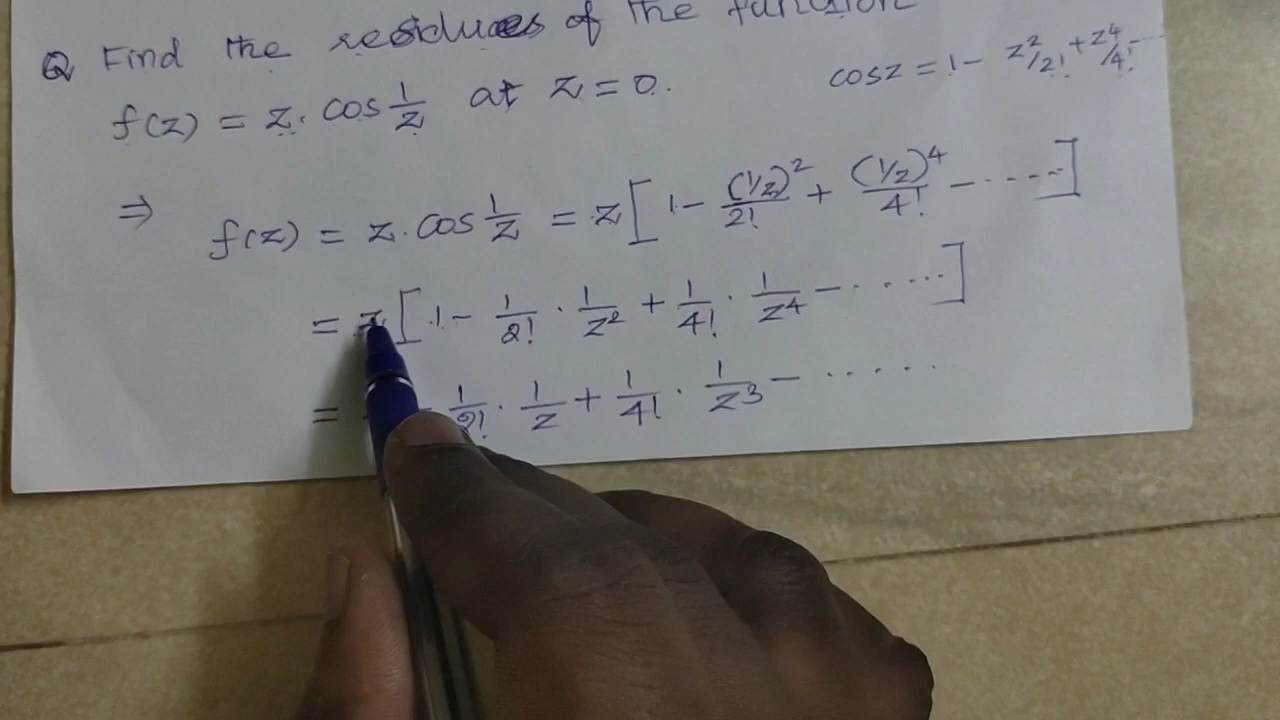 Q Find the residues of the function
f(z) = z. cos 1/z at z = 0.
cosz = 1 - z²/2! + z⁴/4! - ...
⇒ f(z) = z. cos 1/z = z[1 - (1/z)²/2! + (1/z)⁴/4! - ......]
= z[1 - 1/2! · 1/z² + 1/4! · 1/z⁴ - ......]
= 1/2! · 1/z + 1/4! · 1/z3 - ......